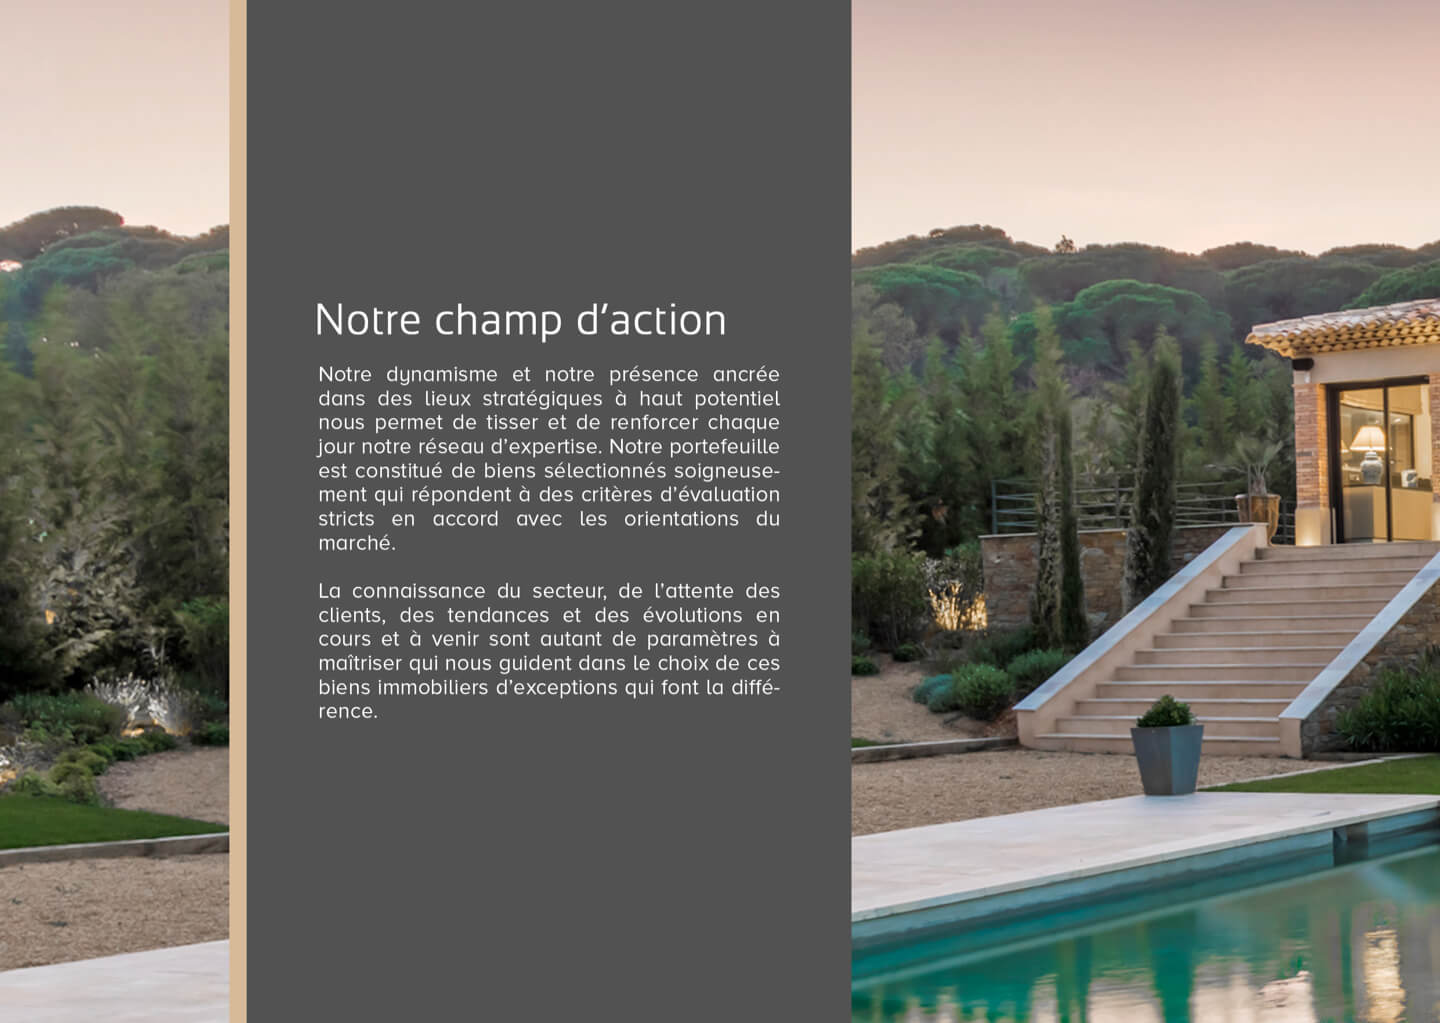 Notre champ d’action
Notre dynamisme et notre présence ancrée
dans des lieux stratégiques à haut potentiel
nous permet de tisser et de renforcer chaque
jour notre réseau d’expertise. Notre portefeuille
est constitué de biens sélectionnés soigneuse-
ment qui répondent à des critères d’évaluation
stricts en accord avec les orientations du
marché.
La connaissance du secteur, de l’attente des
clients, des tendances et des évolutions en
cours et à venir sont autant de paramètres à
maîtriser qui nous guident dans le choix de ces
biens immobiliers d’exceptions qui font la diffé-
rence.